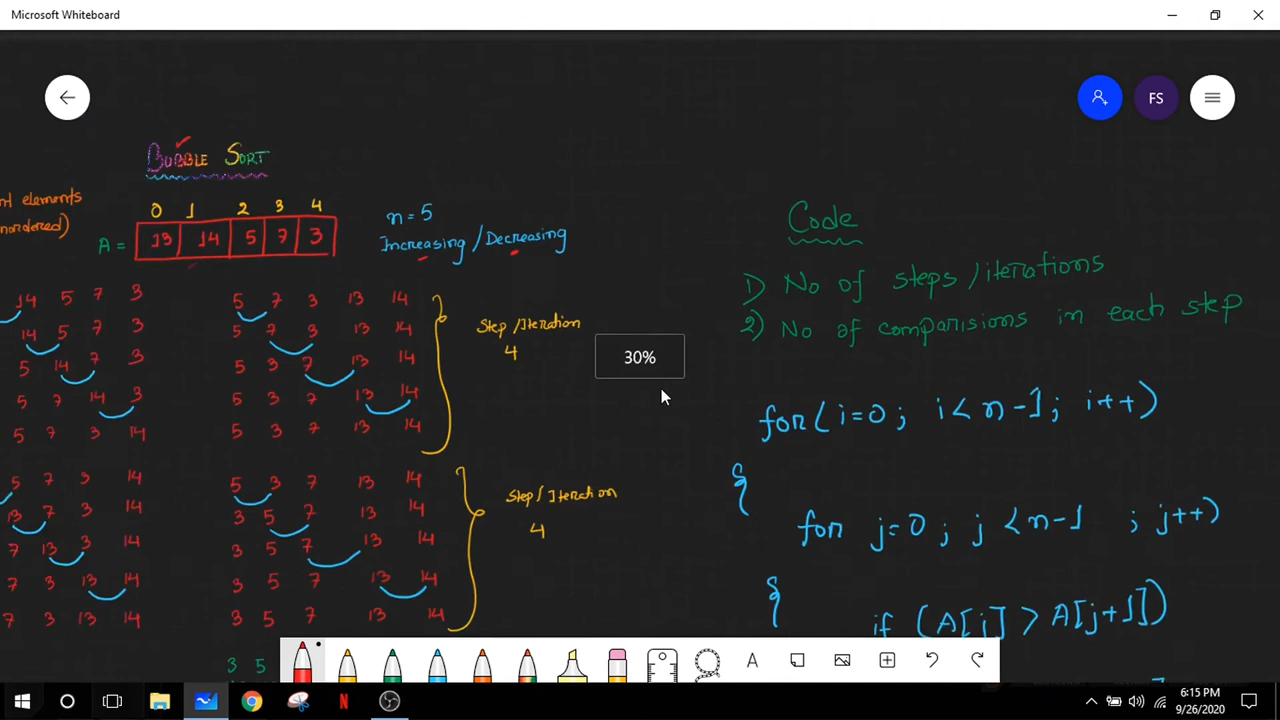 Microsoft Whiteboard
FS
BUBBLE SORT
nt elements
nordered)
0 1 2 3 4
A = 13 14 5 7 3
n = 5
Increasing / Decreasing
14 5 7 3
14 5 7 3
5 14 7 3
5 7 14 3
5 7 3 14
5 7 3 14
13 7 3 14
7 13 3 14
7 3 13 14
7 3 13 14
5 7 3 13 14
5 7 3 13 14
5 3 7 13 14
5 3 7 13 14
5 3 7 13 14
Step /Iteration
4
5 3 7 13 14
3 5 7 13 14
3 5 7 13 14
3 5 7 13 14
3 5 7 13 14
Step/ Iteration
4
3 5
30%
Code
1) No of steps /iterations
2) No of comparisions in each step
for( i=0 ; i < n-1; i++)
{
for j=0 ; j < n-1 ; j++)
{
if (A[j] > A[j+1])
A
6:15 PM
9/26/2020